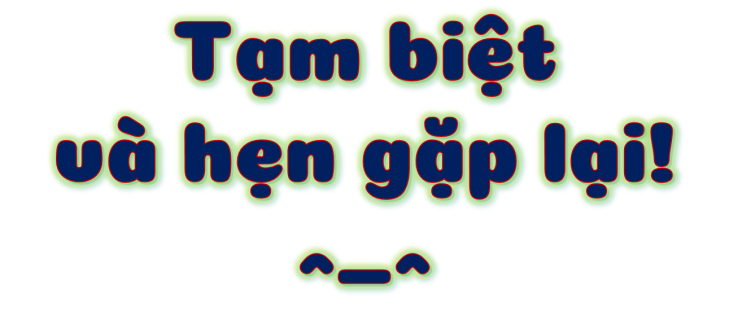 Tạm biệt
và hẹn gặp lại!
^_^